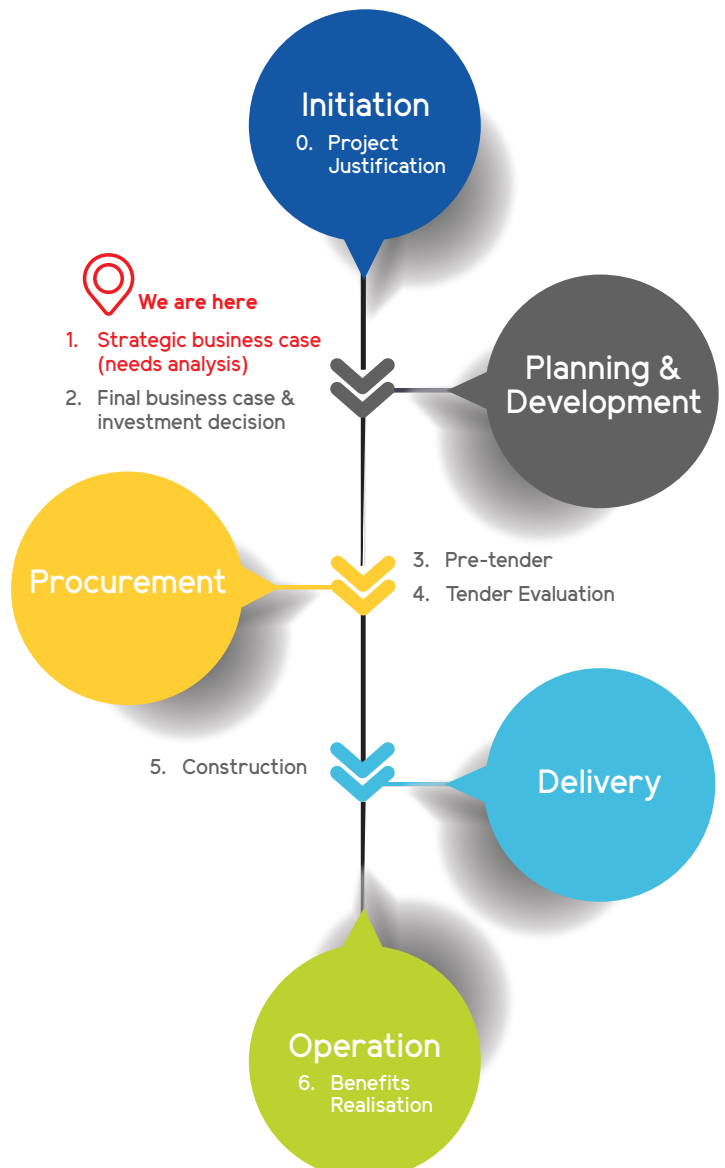 Initiation
0. Project
Justification
We are here
1. Strategic business case
(needs analysis)
2. Final business case &
investment decision
Planning &
Development
Procurement
3. Pre-tender
4. Tender Evaluation
5. Construction
Delivery
Operation
6. Benefits
Realisation